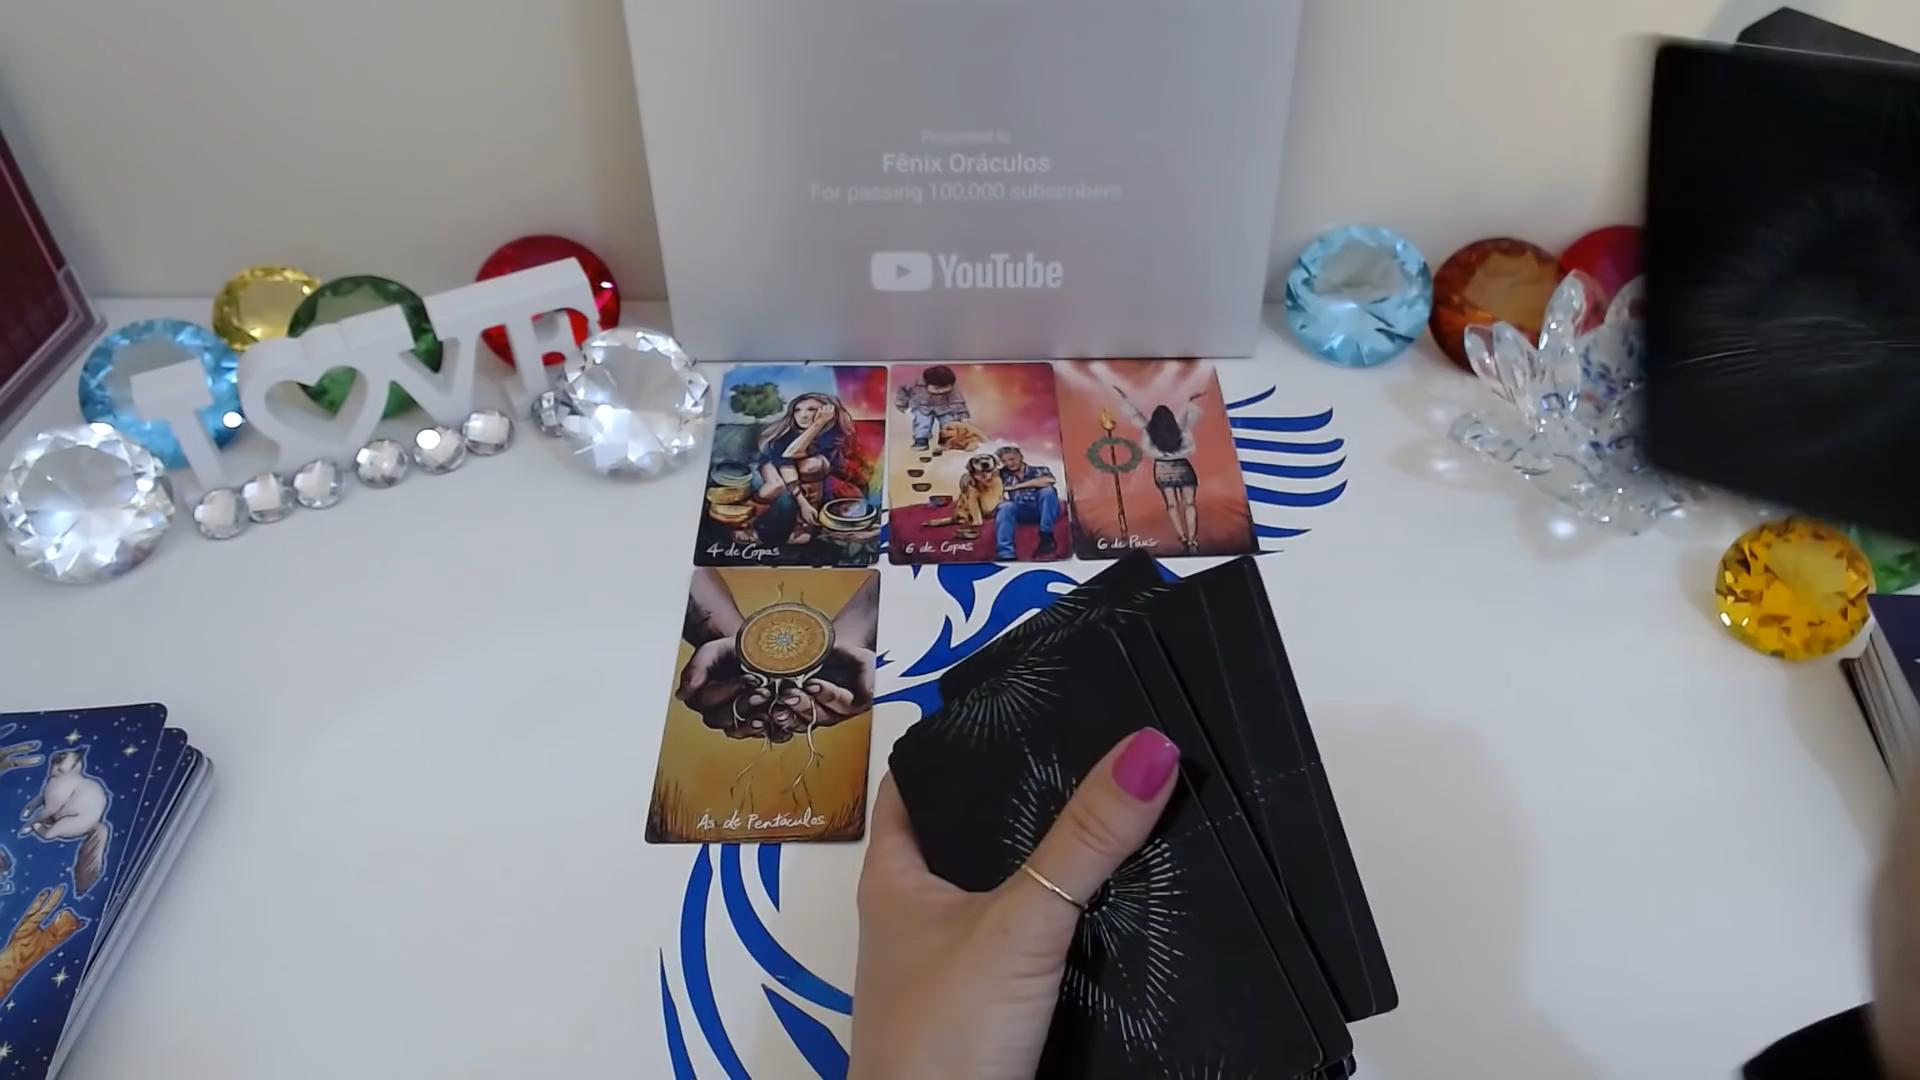 Presented to
Fênix Oráculos
For passing 100,000 subscribers
YouTube
LOVE
4 de Copas
6 de Copas
6 de Paus
Ás de Pentáculos